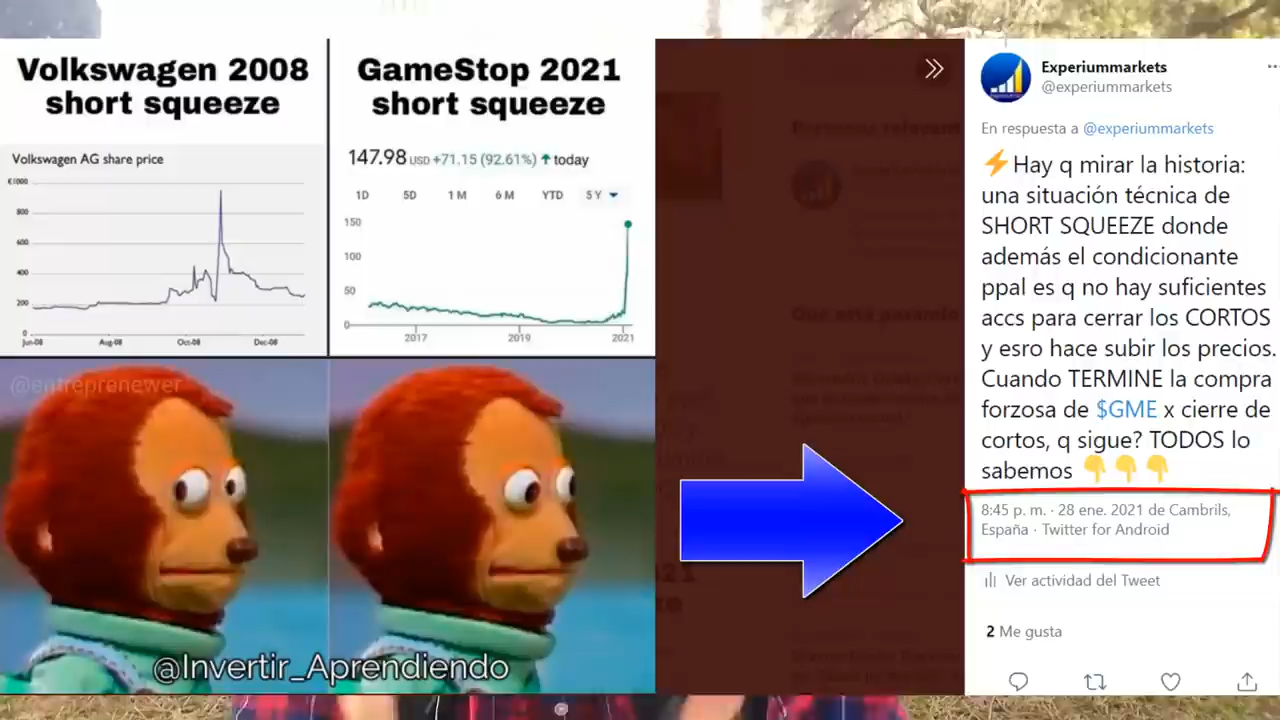 Volkswagen 2008
short squeeze
Volkswagen AG share price
€1000
800
600
400
200
0
Jun-08
Aug-08
Oct-08
Dec-08
GameStop 2021
short squeeze
147.98 USD +71.15 (92.61%) ↑ today
1D 5D 1 M 6 M YTD 5 Y
150
100
50
0
2017 2019 2021
@entreprenewer
@Invertir_Aprendiendo
Experiummarkets
@experiummarkets
En respuesta a @experiummarkets
⚡Hay q mirar la historia:
una situación técnica de
SHORT SQUEEZE donde
además el condicionante
ppal es q no hay suficientes
accs para cerrar los CORTOS
y esro hace subir los precios.
Cuando TERMINE la compra
forzosa de $GME x cierre de
cortos, q sigue? TODOS lo
sabemos 👇👇👇
8:45 p. m. · 28 ene. 2021 de Cambrils,
España · Twitter for Android
Ver actividad del Tweet
2 Me gusta